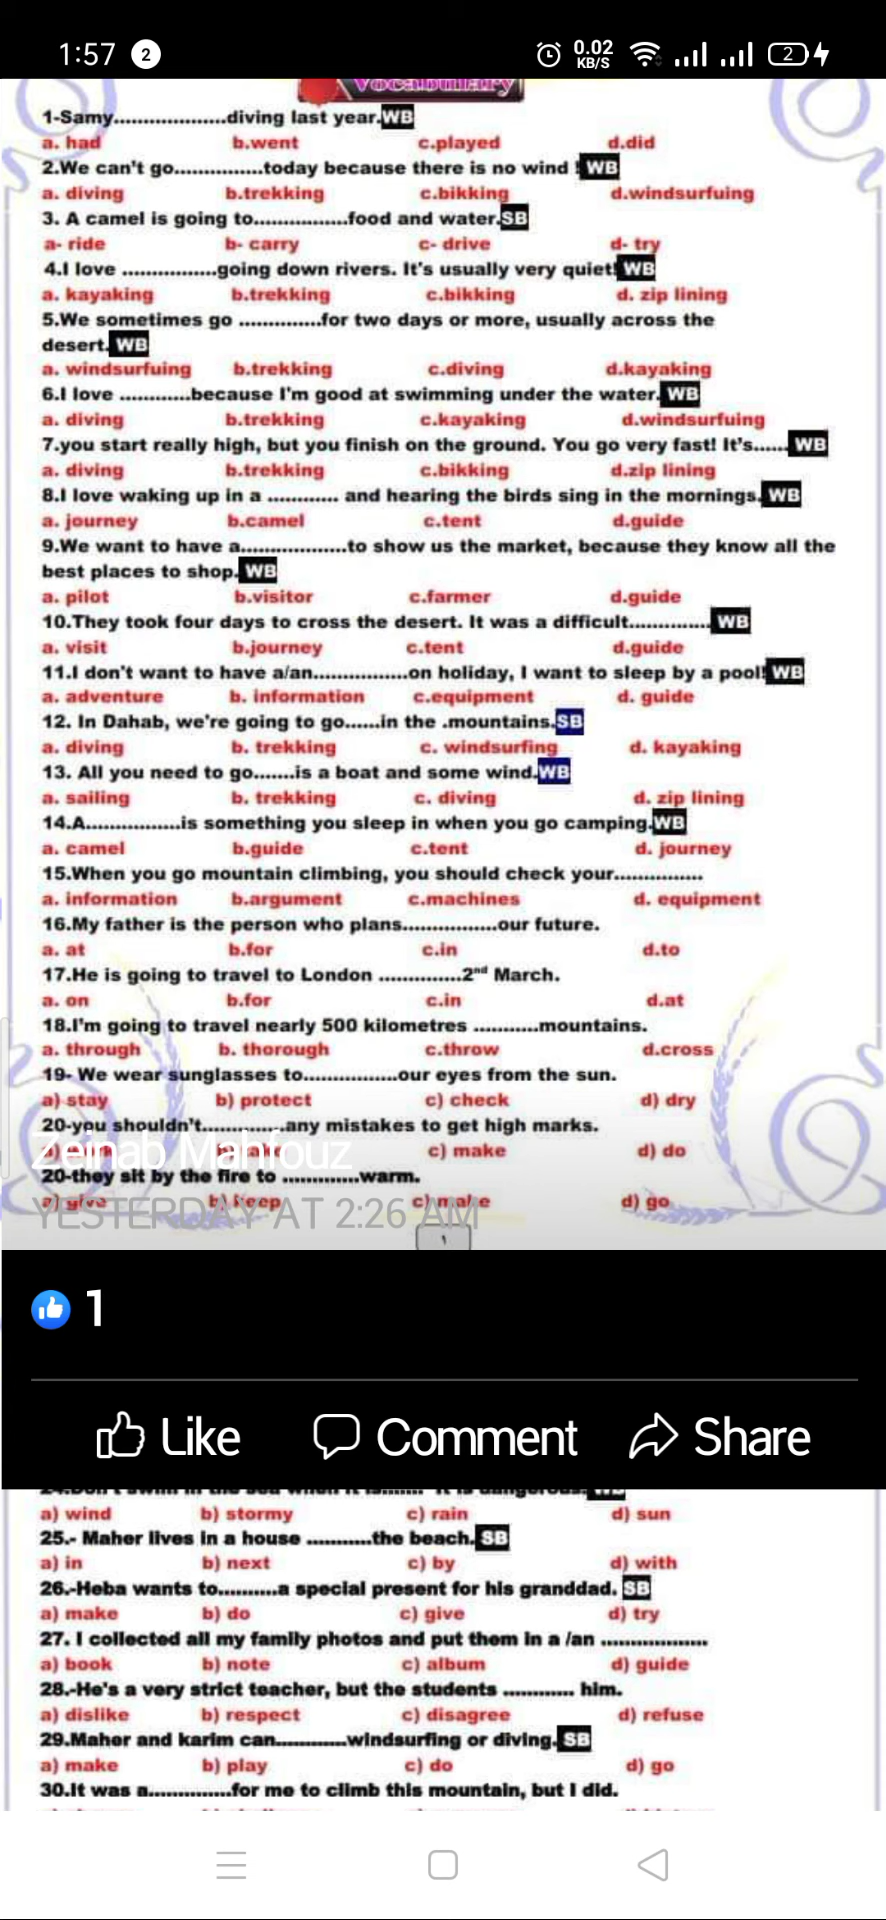 1:57 2 0.02 KB/S 2
Vocabulary
1-Samy...................diving last year.WB
a. had b.went c.played d.did
2.We can't go...............today because there is no wind ! WB
a. diving b.trekking c.bikking d.windsurfuing
3. A camel is going to................food and water.SB
a- ride b- carry c- drive d- try
4.I love ................going down rivers. It's usually very quiet! WB
a. kayaking b.trekking c.bikking d. zip lining
5.We sometimes go ..............for two days or more, usually across the
desert. WB
a. windsurfuing b.trekking c.diving d.kayaking
6.I love ............because I'm good at swimming under the water. WB
a. diving b.trekking c.kayaking d.windsurfuing
7.you start really high, but you finish on the ground. You go very fast! It's...... WB
a. diving b.trekking c.bikking d.zip lining
8.I love waking up in a ............ and hearing the birds sing in the mornings. WB
a. journey b.camel c.tent d.guide
9.We want to have a..................to show us the market, because they know all the
best places to shop. WB
a. pilot b.visitor c.farmer d.guide
10.They took four days to cross the desert. It was a difficult.............. WB
a. visit b.journey c.tent d.guide
11.I don't want to have a/an................on holiday, I want to sleep by a pool! WB
a. adventure b. information c.equipment d. guide
12. In Dahab, we're going to go......in the .mountains.SB
a. diving b. trekking c. windsurfing d. kayaking
13. All you need to go.......is a boat and some wind.WB
a. sailing b. trekking c. diving d. zip lining
14.A................is something you sleep in when you go camping.WB
a. camel b.guide c.tent d. journey
15.When you go mountain climbing, you should check your...............
a. information b.argument c.machines d. equipment
16.My father is the person who plans................our future.
a. at b.for c.in d.to
17.He is going to travel to London ..............2nd March.
a. on b.for c.in d.at
18.I'm going to travel nearly 500 kilometres ...........mountains.
a. through b. thorough c.throw d.cross
19- We wear sunglasses to................our eyes from the sun.
a) stay b) protect c) check d) dry
20-you shouldn't..............any mistakes to get high marks.
c) make d) do
Zeinab Mahfouz
20-they sit by the fire to .............warm.
a) give b) keep c) make d) go
YESTERDAY AT 2:26 AM
١
1
Like Comment Share
24.Don't swim in the sea when it is....... It is dangerous. WB
a) wind b) stormy c) rain d) sun
25.- Maher lives in a house ...........the beach. SB
a) in b) next c) by d) with
26.-Heba wants to..........a special present for his granddad. SB
a) make b) do c) give d) try
27. I collected all my family photos and put them in a /an ..................
a) book b) note c) album d) guide
28.-He's a very strict teacher, but the students ............ him.
a) dislike b) respect c) disagree d) refuse
29.Maher and karim can............windsurfing or diving. SB
a) make b) play c) do d) go
30.It was a..............for me to climb this mountain, but I did.